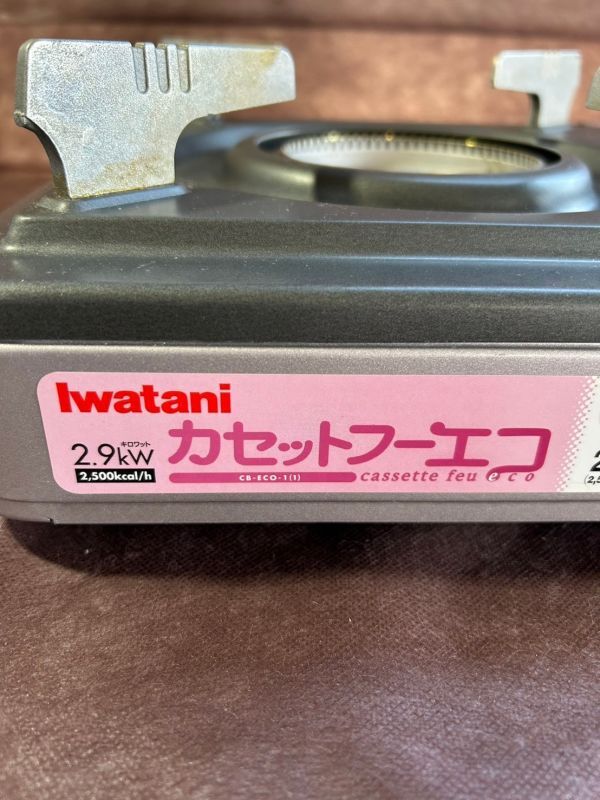 Iwatani
キロワット
2.9kW
2,500kcal/h
カセットフーエコ
CB-ECO-1(1)
cassette feu eco